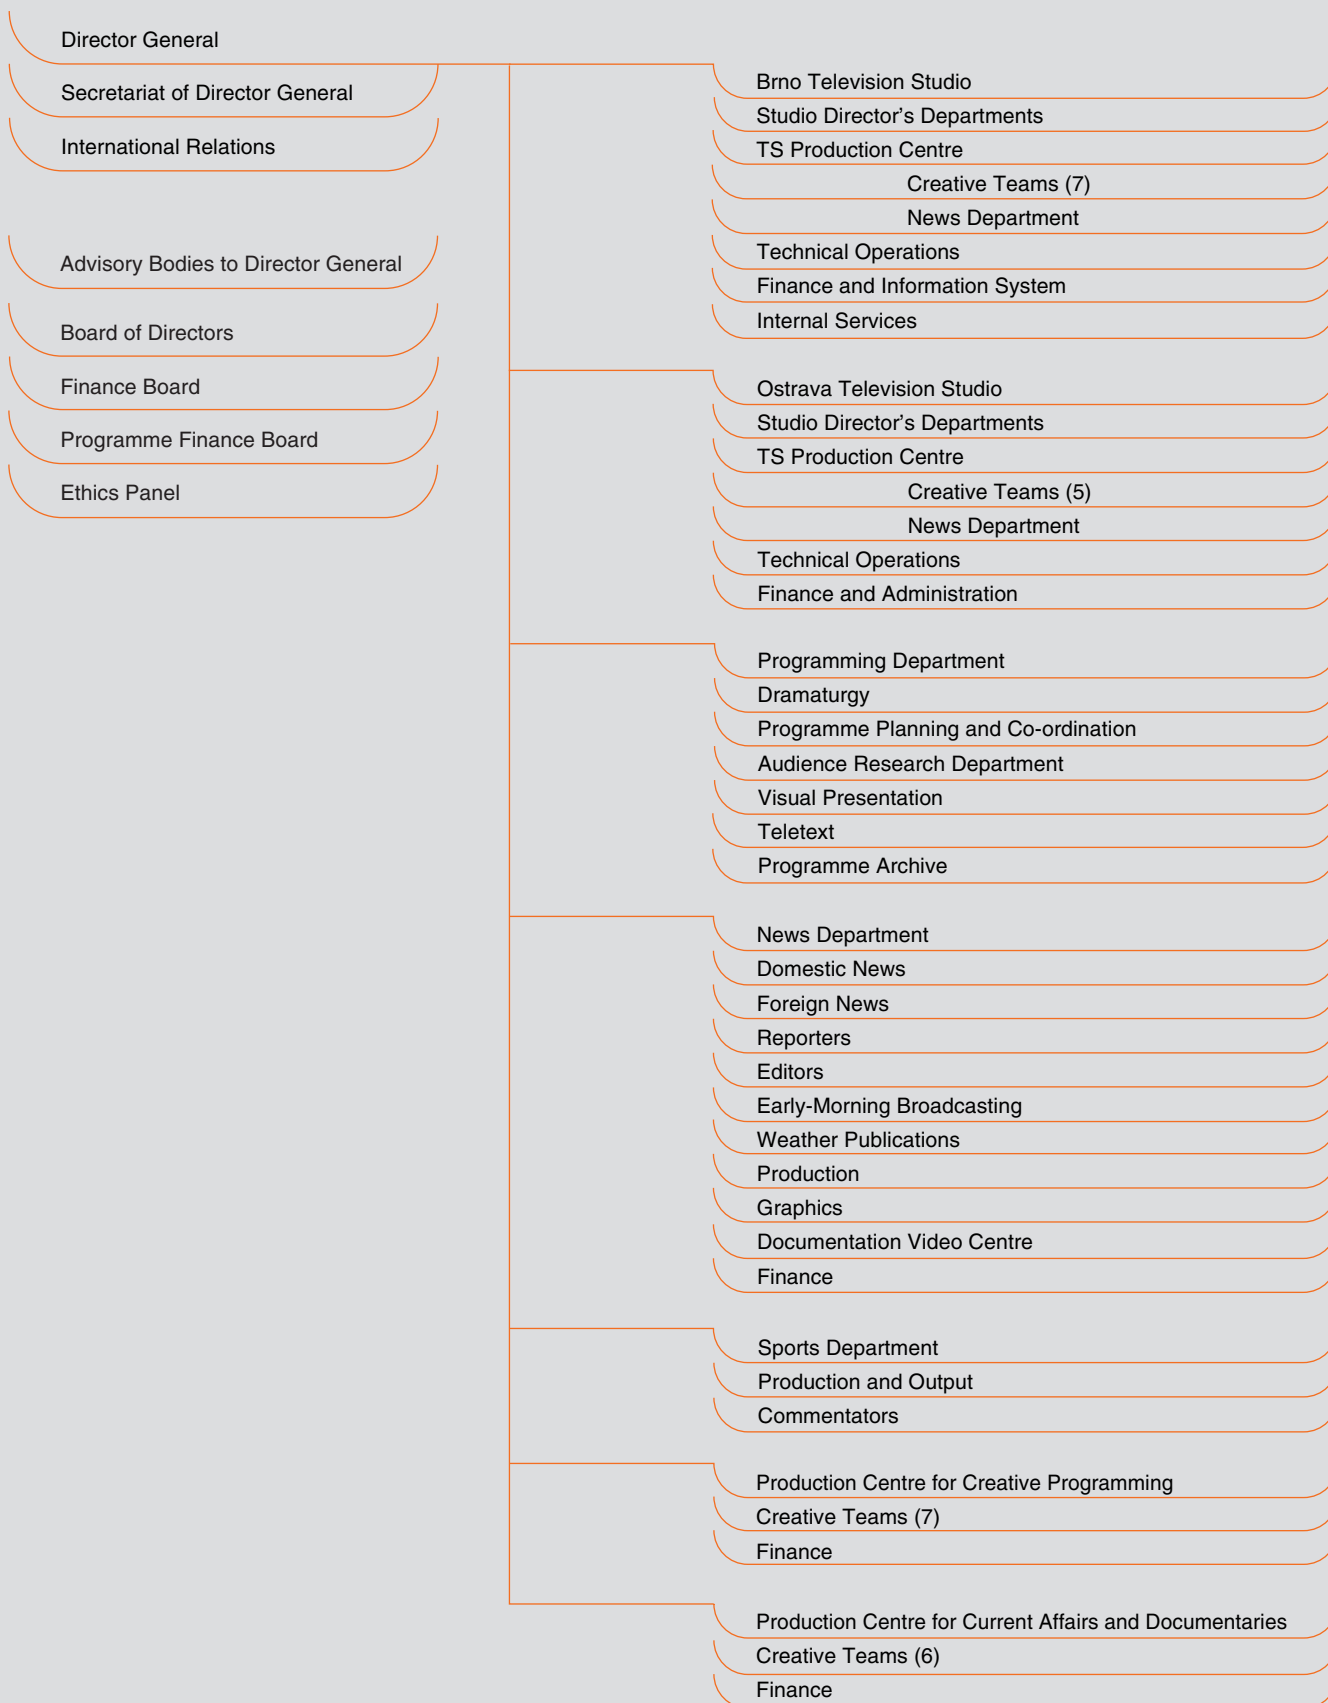 Director General
Secretariat of Director General
International Relations
Advisory Bodies to Director General
Board of Directors
Finance Board
Programme Finance Board
Ethics Panel
Brno Television Studio
Studio Director's Departments
TS Production Centre
Creative Teams (7)
News Department
Technical Operations
Finance and Information System
Internal Services
Ostrava Television Studio
Studio Director's Departments
TS Production Centre
Creative Teams (5)
News Department
Technical Operations
Finance and Administration
Programming Department
Dramaturgy
Programme Planning and Co-ordination
Audience Research Department
Visual Presentation
Teletext
Programme Archive
News Department
Domestic News
Foreign News
Reporters
Editors
Early-Morning Broadcasting
Weather Publications
Production
Graphics
Documentation Video Centre
Finance
Sports Department
Production and Output
Commentators
Production Centre for Creative Programming
Creative Teams (7)
Finance
Production Centre for Current Affairs and Documentaries
Creative Teams (6)
Finance